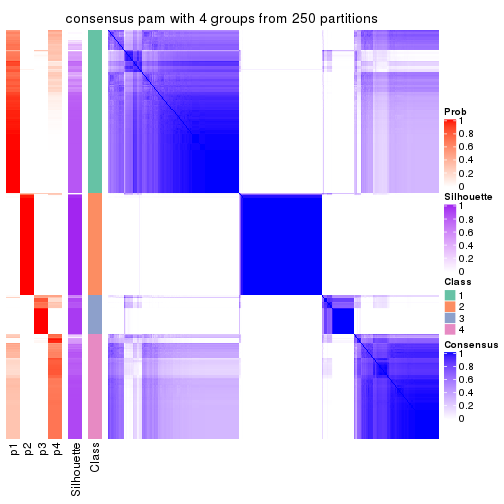 consensus pam with 4 groups from 250 partitions
Prob
1
0.8
0.6
0.4
0.2
0
Silhouette
1
0.8
0.6
0.4
0.2
0
Class
1
2
3
4
Consensus
1
0.8
0.6
0.4
0.2
0
p1
p2
p3
p4
Silhouette
Class